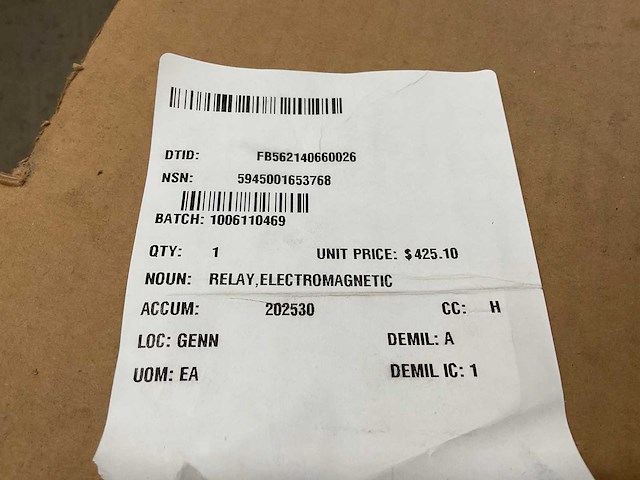 DTID: FB562140660026
NSN: 5945001653768
BATCH: 1006110469
QTY: 1 UNIT PRICE: $425.10
NOUN: RELAY,ELECTROMAGNETIC
ACCUM: 202530 CC: H
LOC: GENN DEMIL: A
UOM: EA DEMIL IC: 1